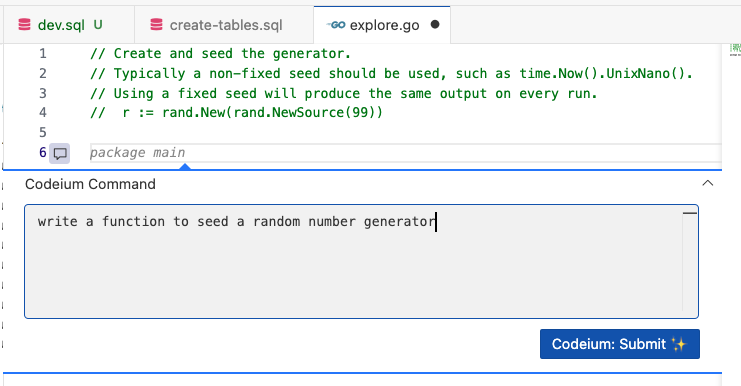 dev.sql U create-tables.sql GO explore.go
1 // Create and seed the generator.
2 // Typically a non-fixed seed should be used, such as time.Now().UnixNano().
3 // Using a fixed seed will produce the same output on every run.
4 //  r := rand.New(rand.NewSource(99))
5
6 package main
Codeium Command
write a function to seed a random number generator
Codeium: Submit ✨